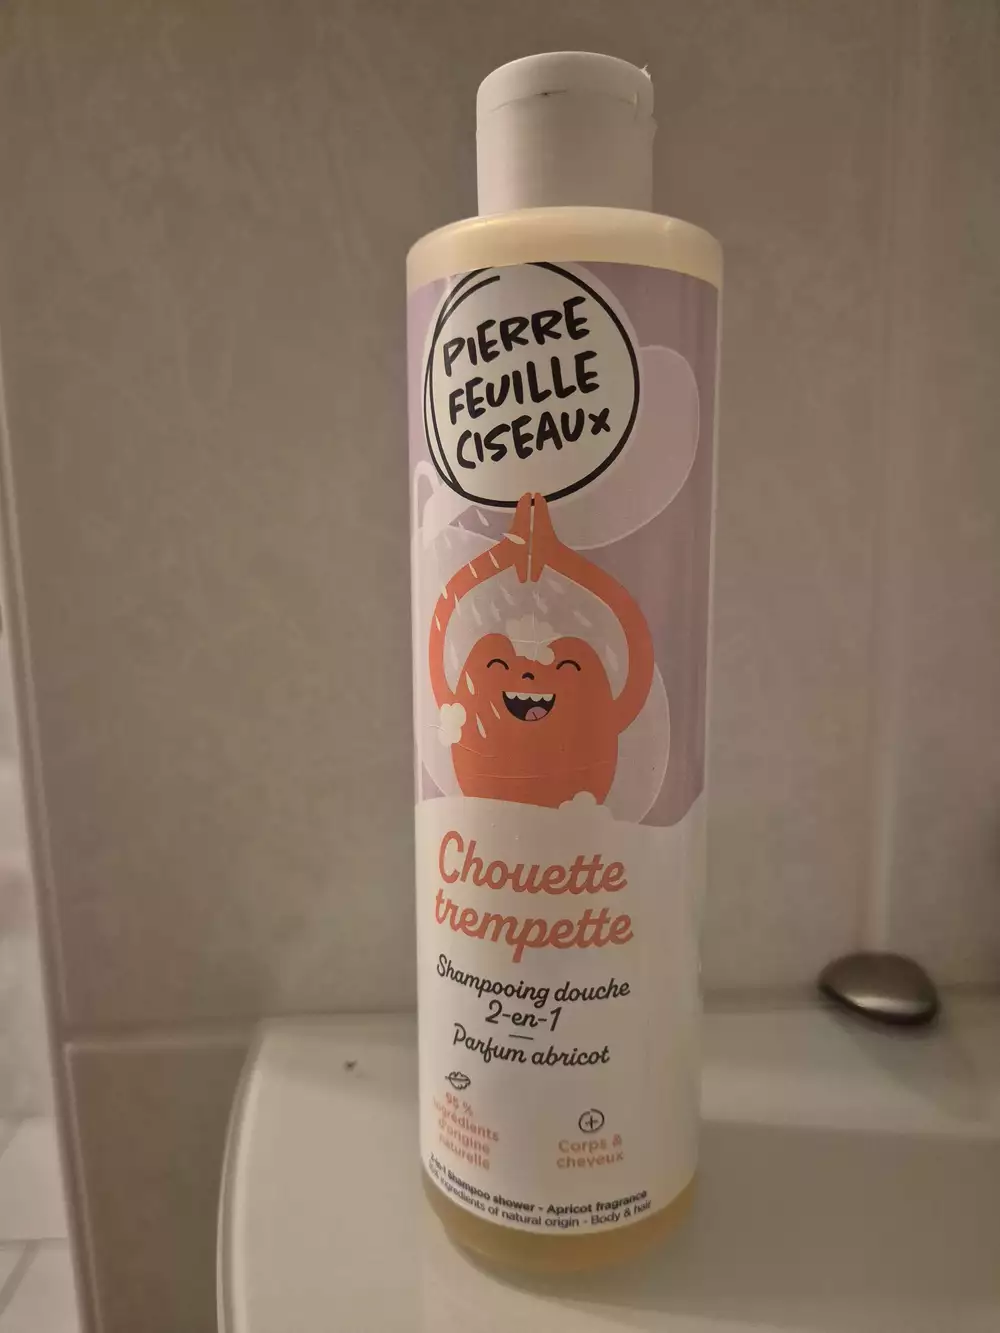 PIERRE
FEUILLE
CISEAUX
Chouette
trempette
Shampooing douche
2-en-1
Parfum abricot
95 %
ingrédients
d'origine
naturelle
Corps &
cheveux
2-in-1 Shampoo shower - Apricot fragrance
ingredients of natural origin - Body & hair